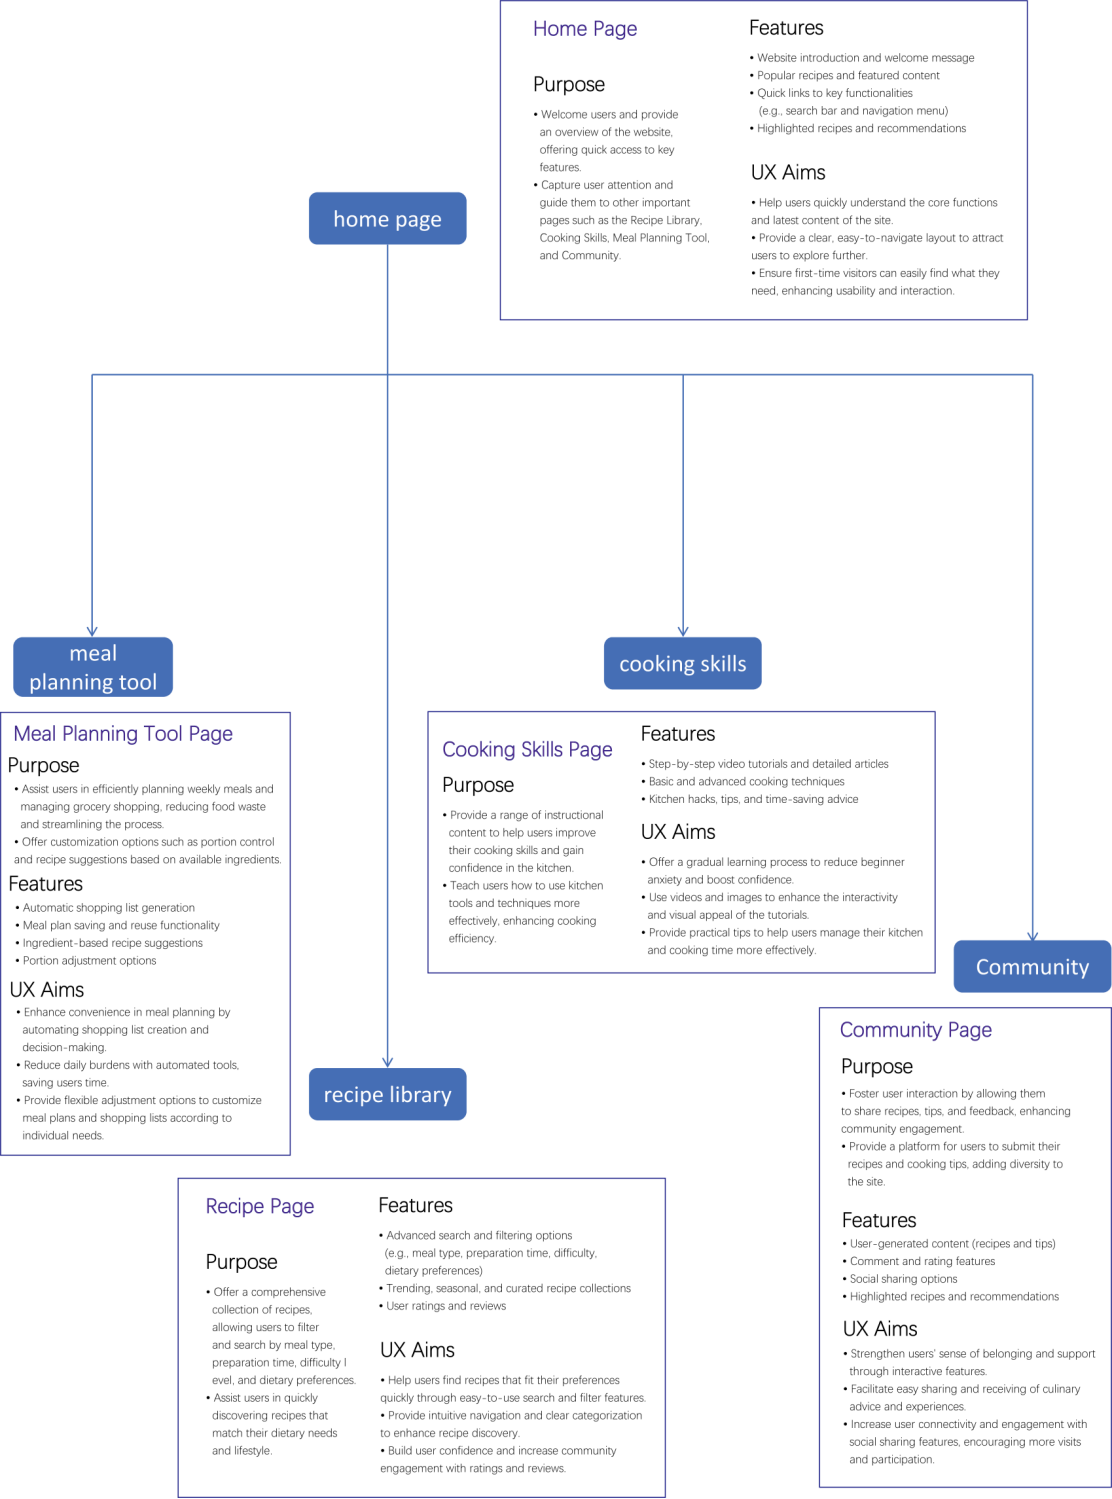 Home Page
Purpose
• Welcome users and provide
an overview of the website,
offering quick access to key
features.
• Capture user attention and
guide them to other important
pages such as the Recipe Library,
Cooking Skills, Meal Planning Tool,
and Community.
Features
• Website introduction and welcome message
• Popular recipes and featured content
• Quick links to key functionalities
(e.g., search bar and navigation menu)
• Highlighted recipes and recommendations
UX Aims
• Help users quickly understand the core functions
and latest content of the site.
• Provide a clear, easy-to-navigate layout to attract
users to explore further.
• Ensure first-time visitors can easily find what they
need, enhancing usability and interaction.
home page
meal
planning tool
Meal Planning Tool Page
Purpose
• Assist users in efficiently planning weekly meals and
managing grocery shopping, reducing food waste
and streamlining the process.
• Offer customization options such as portion control
and recipe suggestions based on available ingredients.
Features
• Automatic shopping list generation
• Meal plan saving and reuse functionality
• Ingredient-based recipe suggestions
• Portion adjustment options
UX Aims
• Enhance convenience in meal planning by
automating shopping list creation and
decision-making.
• Reduce daily burdens with automated tools,
saving users time.
• Provide flexible adjustment options to customize
meal plans and shopping lists according to
individual needs.
cooking skills
Cooking Skills Page
Purpose
• Provide a range of instructional
content to help users improve
their cooking skills and gain
confidence in the kitchen.
• Teach users how to use kitchen
tools and techniques more
effectively, enhancing cooking
efficiency.
Features
• Step-by-step video tutorials and detailed articles
• Basic and advanced cooking techniques
• Kitchen hacks, tips, and time-saving advice
UX Aims
• Offer a gradual learning process to reduce beginner
anxiety and boost confidence.
• Use videos and images to enhance the interactivity
and visual appeal of the tutorials.
• Provide practical tips to help users manage their kitchen
and cooking time more effectively.
Community
Community Page
Purpose
• Foster user interaction by allowing them
to share recipes, tips, and feedback, enhancing
community engagement.
• Provide a platform for users to submit their
recipes and cooking tips, adding diversity to
the site.
Features
• User-generated content (recipes and tips)
• Comment and rating features
• Social sharing options
• Highlighted recipes and recommendations
UX Aims
• Strengthen users' sense of belonging and support
through interactive features.
• Facilitate easy sharing and receiving of culinary
advice and experiences.
• Increase user connectivity and engagement with
social sharing features, encouraging more visits
and participation.
recipe library
Recipe Page
Purpose
• Offer a comprehensive
collection of recipes,
allowing users to filter
and search by meal type,
preparation time, difficulty l
evel, and dietary preferences.
• Assist users in quickly
discovering recipes that
match their dietary needs
and lifestyle.
Features
• Advanced search and filtering options
(e.g., meal type, preparation time, difficulty,
dietary preferences)
• Trending, seasonal, and curated recipe collections
• User ratings and reviews
UX Aims
• Help users find recipes that fit their preferences
quickly through easy-to-use search and filter features.
• Provide intuitive navigation and clear categorization
to enhance recipe discovery.
• Build user confidence and increase community
engagement with ratings and reviews.